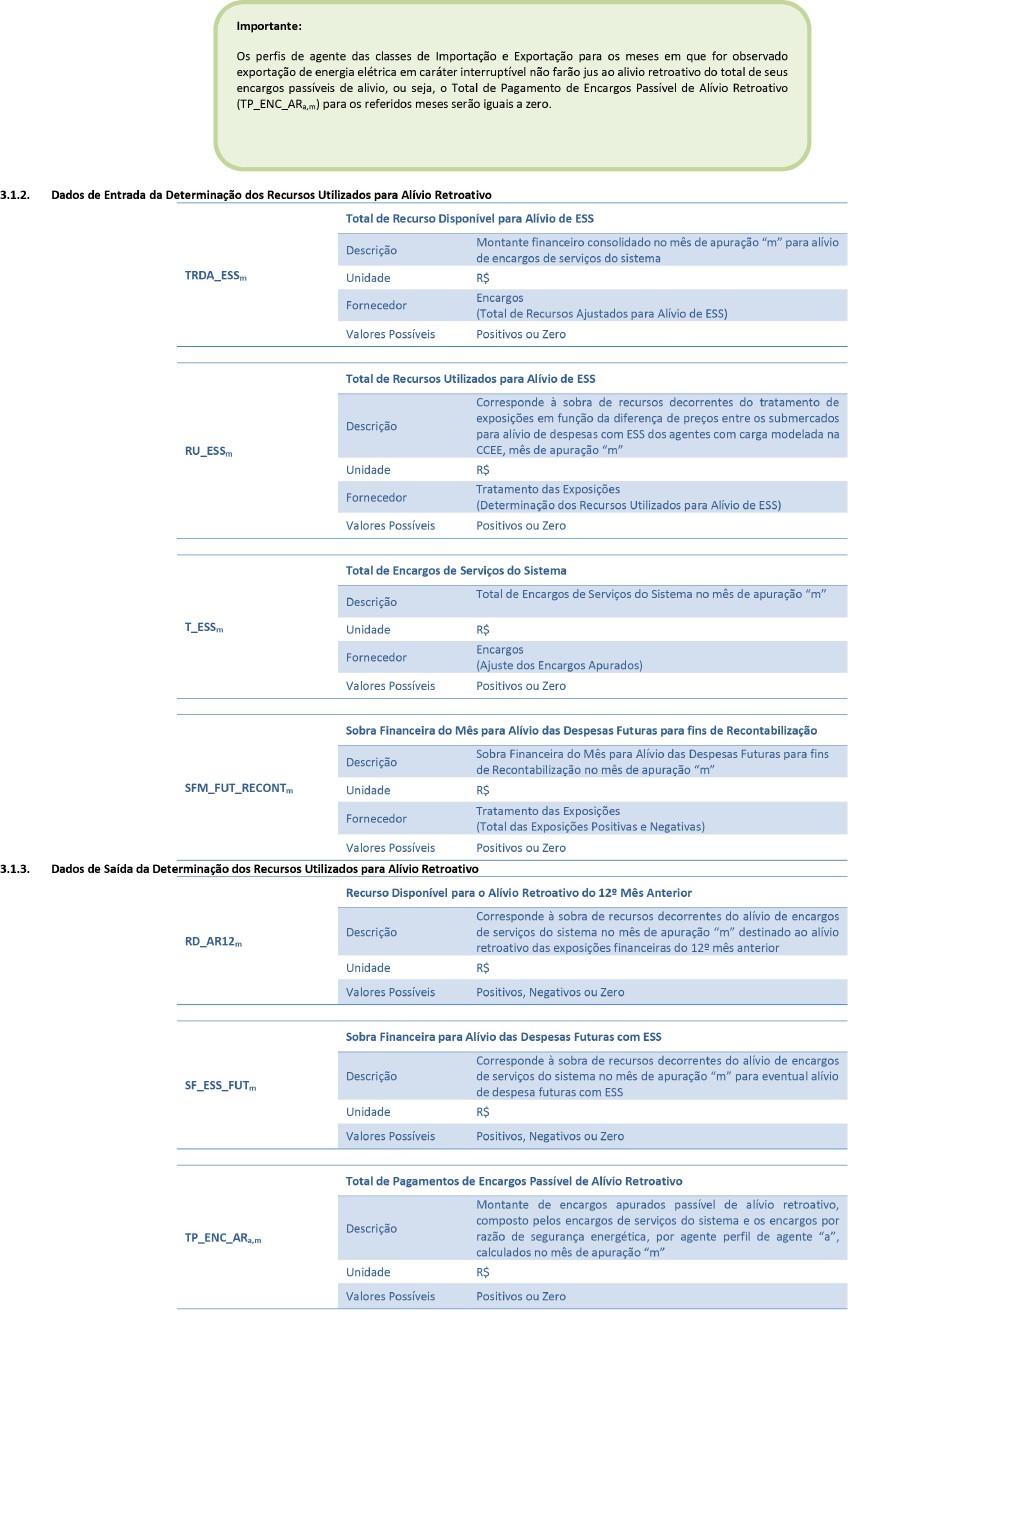 Importante:
Os perfis de agente das classes de Importação e Exportação para os meses em que for observado
exportação de energia elétrica em caráter interruptível não farão jus ao alivio retroativo do total de seus
encargos passíveis de alivio, ou seja, o Total de Pagamento de Encargos Passível de Alívio Retroativo
(TP_ENC_ARa,m) para os referidos meses serão iguais a zero.
3.1.2. Dados de Entrada da Determinação dos Recursos Utilizados para Alívio Retroativo
TRDA_ESSm
Total de Recurso Disponível para Alívio de ESS
Descrição
Montante financeiro consolidado no mês de apuração “m” para alívio
de encargos de serviços do sistema
Unidade R$
Fornecedor
Encargos
(Total de Recursos Ajustados para Alívio de ESS)
Valores Possíveis Positivos ou Zero
RU_ESSm
Total de Recursos Utilizados para Alívio de ESS
Descrição
Corresponde à sobra de recursos decorrentes do tratamento de
exposições em função da diferença de preços entre os submercados
para alívio de despesas com ESS dos agentes com carga modelada na
CCEE, mês de apuração “m”
Unidade R$
Fornecedor
Tratamento das Exposições
(Determinação dos Recursos Utilizados para Alívio de ESS)
Valores Possíveis Positivos ou Zero
T_ESSm
Total de Encargos de Serviços do Sistema
Descrição
Total de Encargos de Serviços do Sistema no mês de apuração “m”
Unidade R$
Fornecedor
Encargos
(Ajuste dos Encargos Apurados)
Valores Possíveis Positivos ou Zero
SFM_FUT_RECONTm
Sobra Financeira do Mês para Alívio das Despesas Futuras para fins de Recontabilização
Descrição
Sobra Financeira do Mês para Alívio das Despesas Futuras para fins
de Recontabilização no mês de apuração “m”
Unidade R$
Fornecedor
Tratamento das Exposições
(Total das Exposições Positivas e Negativas)
Valores Possíveis Positivos ou Zero
3.1.3. Dados de Saída da Determinação dos Recursos Utilizados para Alívio Retroativo
RD_AR12m
Recurso Disponível para o Alívio Retroativo do 12º Mês Anterior
Descrição
Corresponde à sobra de recursos decorrentes do alívio de encargos
de serviços do sistema no mês de apuração “m” destinado ao alívio
retroativo das exposições financeiras do 12º mês anterior
Unidade R$
Valores Possíveis Positivos, Negativos ou Zero
SF_ESS_FUTm
Sobra Financeira para Alívio das Despesas Futuras com ESS
Descrição
Corresponde à sobra de recursos decorrentes do alívio de encargos
de serviços do sistema no mês de apuração “m” para eventual alívio
de despesa futuras com ESS
Unidade R$
Valores Possíveis Positivos, Negativos ou Zero
TP_ENC_ARa,m
Total de Pagamentos de Encargos Passível de Alívio Retroativo
Descrição
Montante de encargos apurados passível de alívio retroativo,
composto pelos encargos de serviços do sistema e os encargos por
razão de segurança energética, por agente perfil de agente “a”,
calculados no mês de apuração “m”
Unidade R$
Valores Possíveis Positivos ou Zero